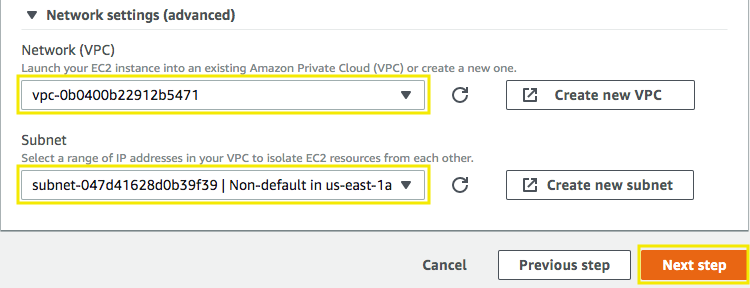 Network settings (advanced)
Network (VPC)
Launch your EC2 instance into an existing Amazon Private Cloud (VPC) or create a new one.
vpc-0b0400b22912b5471
Create new VPC
Subnet
Select a range of IP addresses in your VPC to isolate EC2 resources from each other.
subnet-047d41628d0b39f39 | Non-default in us-east-1a
Create new subnet
Cancel
Previous step
Next step